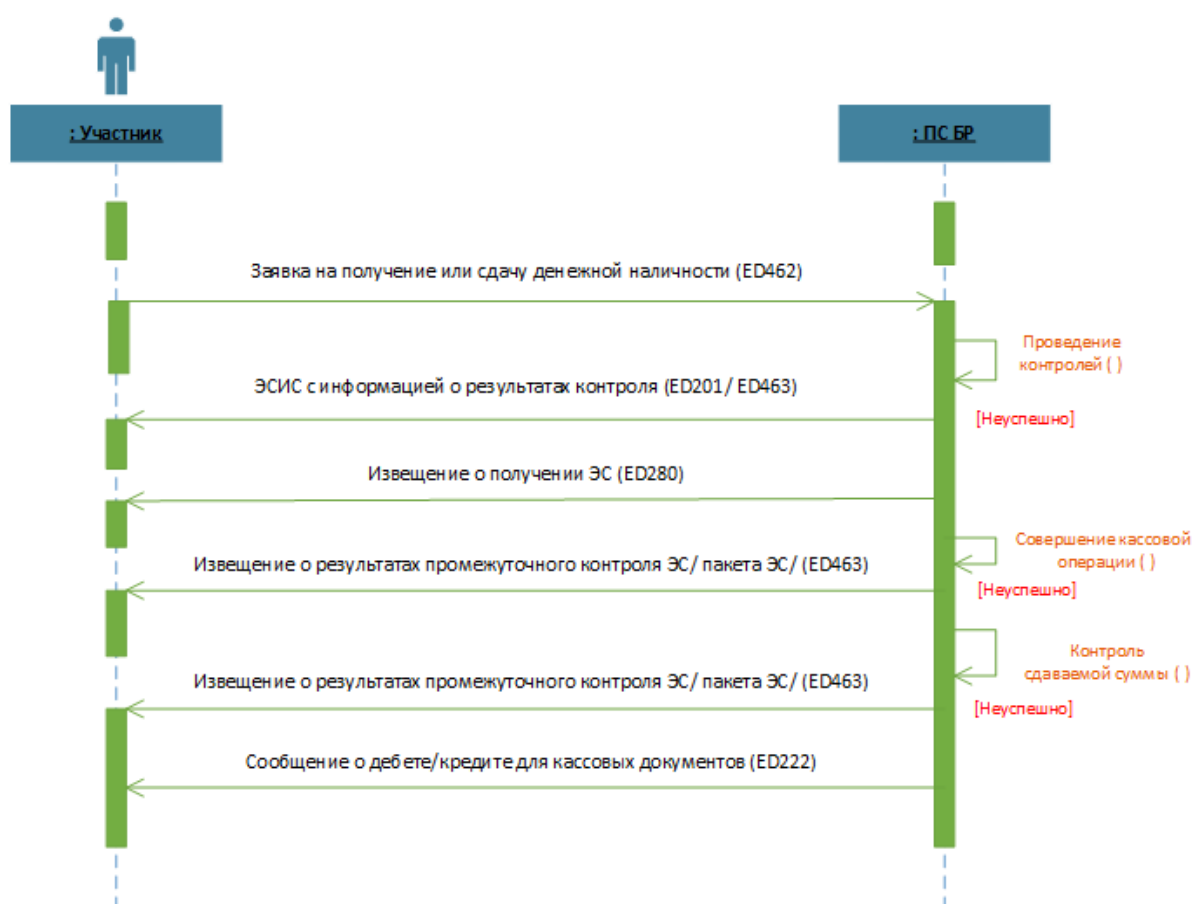 : Участник
: ПС БР
Заявка на получение или сдачу денежной наличности (ED462)
Проведение
контролей ( )
ЭСИС с информацией о результатах контроля (ED201/ ED463)
[Неуспешно]
Извещение о получении ЭС (ED280)
Совершение кассовой
операции ( )
Извещение о результатах промежуточного контроля ЭС/ пакета ЭС/ (ED463)
[Неуспешно]
Контроль
сдаваемой суммы ( )
Извещение о результатах промежуточного контроля ЭС/ пакета ЭС/ (ED463)
[Неуспешно]
Сообщение о дебете/кредите для кассовых документов (ED222)